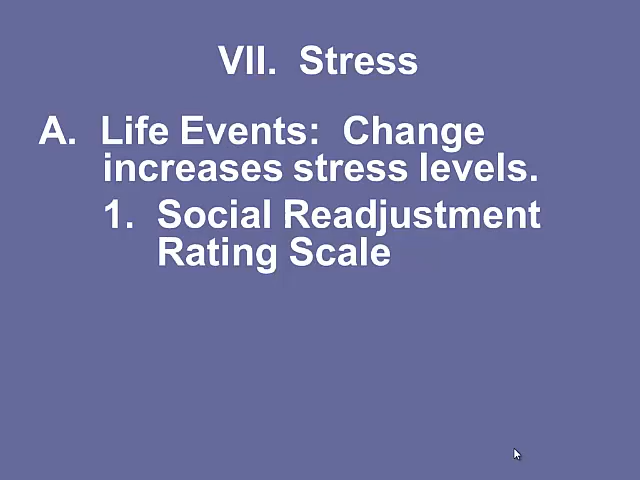 VII.  Stress
A.  Life Events:  Change
increases stress levels.
1.  Social Readjustment
Rating Scale